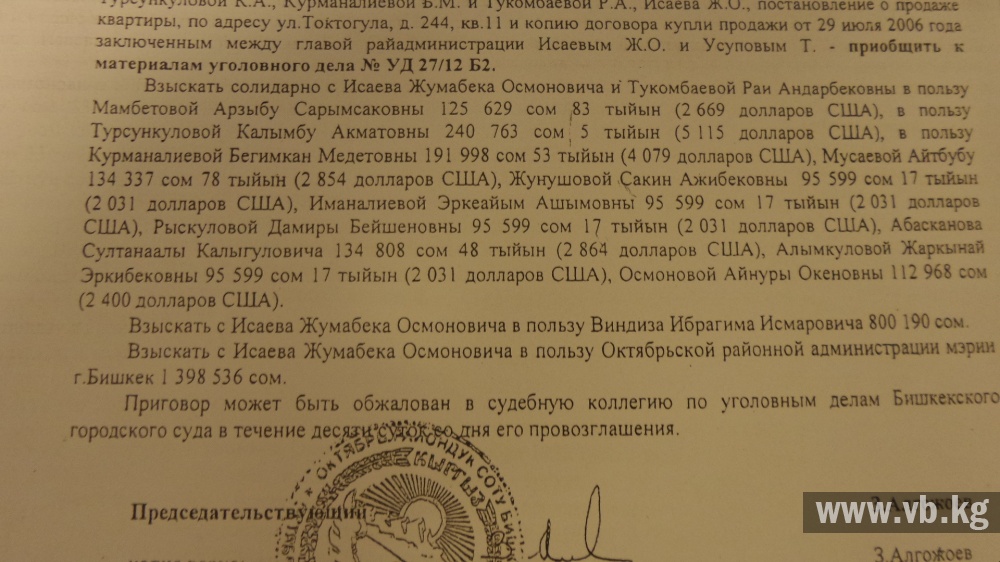 Турсункуловой К.А., Курманалиевой Б.М. и Тукомбаевой Р.А., Исаева Ж.О., постановление о продаже
квартиры, по адресу ул.Токтогула, д. 244, кв.11 и копию договора купли продажи от 29 июля 2006 года
заключенным между главой райадминистрации Исаевым Ж.О. и Усуповым Т. - приобщить к
материалам уголовного дела № УД 27/12 Б2.
Взыскать солидарно с Исаева Жумабека Осмоновича и Тукомбаевой Раи Андарбековны в пользу
Мамбетовой Арзыбу Сарымсаковны 125 629 сом 83 тыйын (2 669 долларов США), в пользу
Турсункуловой Калымбу Акматовны 240 763 сом 5 тыйын (5 115 долларов США), в пользу
Курманалиевой Бегимкан Медетовны 191 998 сом 53 тыйын (4 079 долларов США), Мусаевой Айтбубу
134 337 сом 78 тыйын (2 854 долларов США), Жунушовой Сакин Ажибековны 95 599 сом 17 тыйын
(2 031 долларов США), Иманалиевой Эркеайым Ашымовны 95 599 сом 17 тыйын (2 031 долларов
США), Рыскуловой Дамиры Бейшеновны 95 599 сом 17 тыйын (2 031 долларов США), Абасканова
Султанаалы Калыгуловича 134 808 сом 48 тыйын (2 864 долларов США), Алымкуловой Жаркынай
Эркибековны 95 599 сом 17 тыйын (2 031 долларов США), Осмоновой Айнуры Океновны 112 968 сом
(2 400 долларов США).
Взыскать с Исаева Жумабека Осмоновича в пользу Виндиза Ибрагима Исмаровича 800 190 сом.
Взыскать с Исаева Жумабека Осмоновича в пользу Октябрьской районной администрации мэрии
г.Бишкек 1 398 536 сом.
Приговор может быть обжалован в судебную коллегию по уголовным делам Бишкекского
городского суда в течение десяти суток со дня его провозглашения.
СОТУ
КЫРГЫЗ
Председательствующий
www.vb.kg
З.Алгожоев